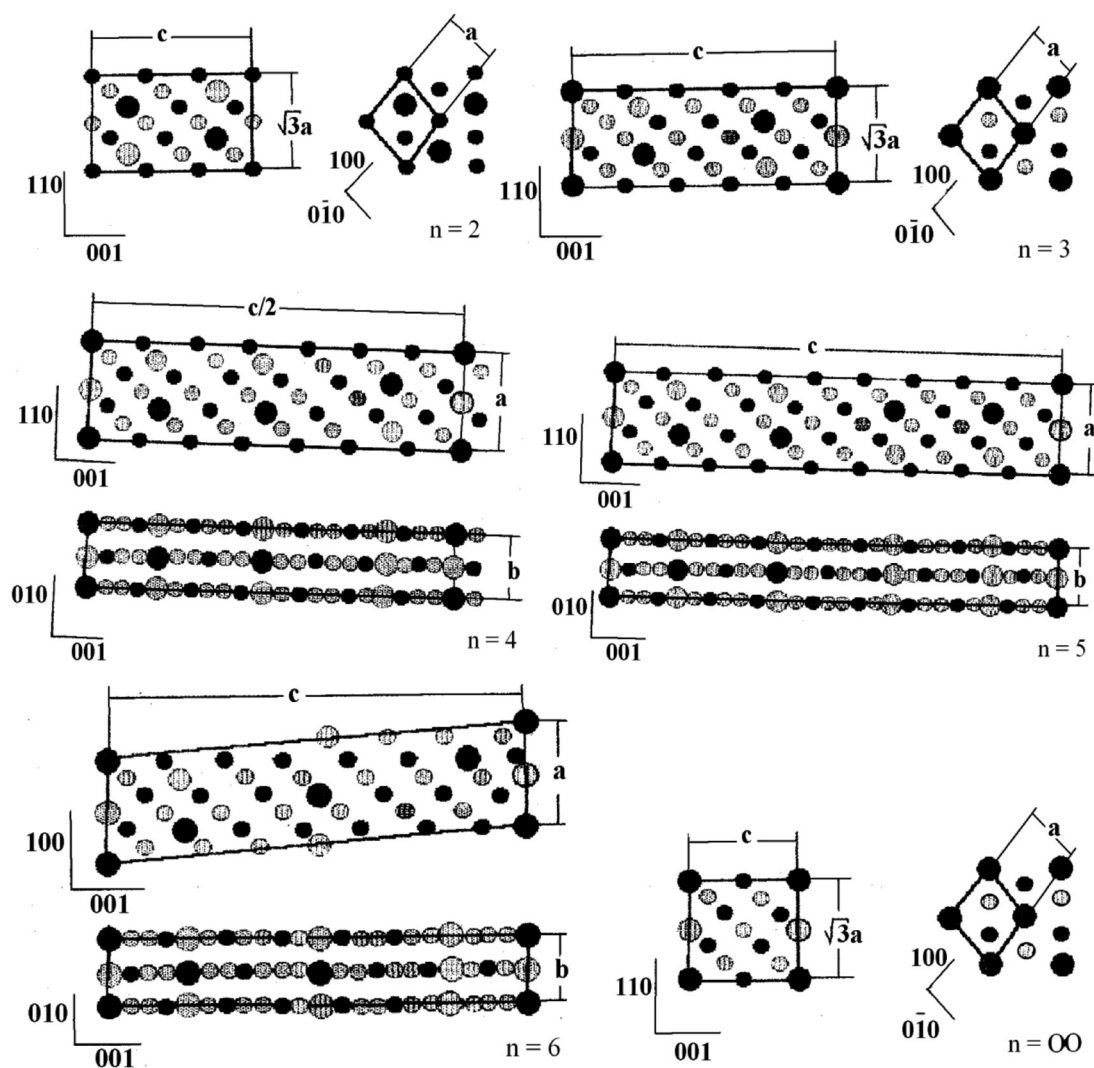 c
a
√3a
110
001
100
01̄0
n = 2
c
a
√3a
110
001
100
01̄0
n = 3
c/2
a
110
001
b
010
001
n = 4
c
a
110
001
b
010
001
n = 5
c
a
100
001
b
010
001
n = 6
c
a
√3a
110
001
100
01̄0
n = ∞